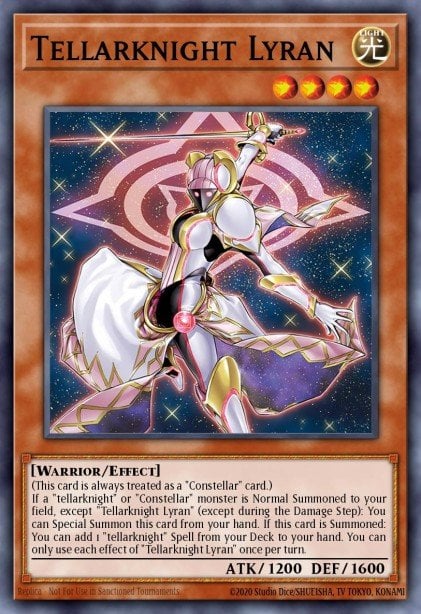 Tellarknight Lyran
LIGHT
光
[Warrior/Effect]
(This card is always treated as a "Constellar" card.)
If a "tellarknight" or "Constellar" monster is Normal Summoned to your
field, except "Tellarknight Lyran" (except during the Damage Step): You
can Special Summon this card from your hand. If this card is Summoned:
You can add 1 "tellarknight" Spell from your Deck to your hand. You can
only use each effect of "Tellarknight Lyran" once per turn.
ATK/1200 DEF/1600
Replica - Not For Use in Sanctioned Tournaments
©2020 Studio Dice/SHUEISHA, TV TOKYO, KONAMI